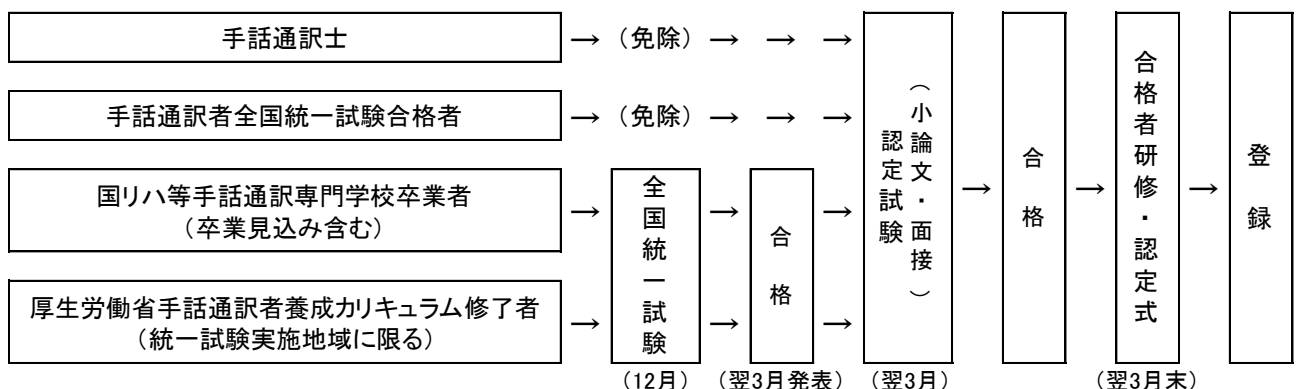 手話通訳士
→ (免除) → → →
手話通訳者全国統一試験合格者
→ (免除) → → →
国リハ等手話通訳専門学校卒業者
(卒業見込み含む)
→
厚生労働省手話通訳者養成カリキュラム修了者
(統一試験実施地域に限る)
→
全国統一試験
(12月)
→
→
合格
(翌3月発表)
→
→
認定試験
(小論文・面接)
(翌3月)
→
合格
→
合格者研修・認定式
(翌3月末)
→
登録